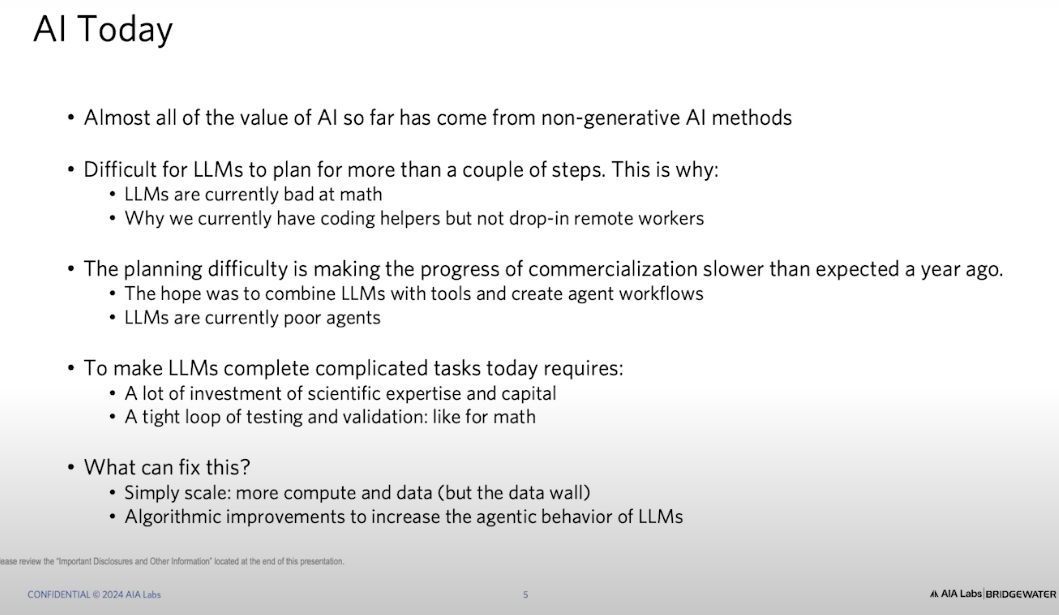 AI Today
• Almost all of the value of AI so far has come from non-generative AI methods
• Difficult for LLMs to plan for more than a couple of steps. This is why:
• LLMs are currently bad at math
• Why we currently have coding helpers but not drop-in remote workers
• The planning difficulty is making the progress of commercialization slower than expected a year ago.
• The hope was to combine LLMs with tools and create agent workflows
• LLMs are currently poor agents
• To make LLMs complete complicated tasks today requires:
• A lot of investment of scientific expertise and capital
• A tight loop of testing and validation: like for math
• What can fix this?
• Simply scale: more compute and data (but the data wall)
• Algorithmic improvements to increase the agentic behavior of LLMs
lease review the "Important Disclosures and Other Information" located at the end of this presentation.
CONFIDENTIAL © 2024 AIA Labs
5
AIA Labs | BRIDGEWATER